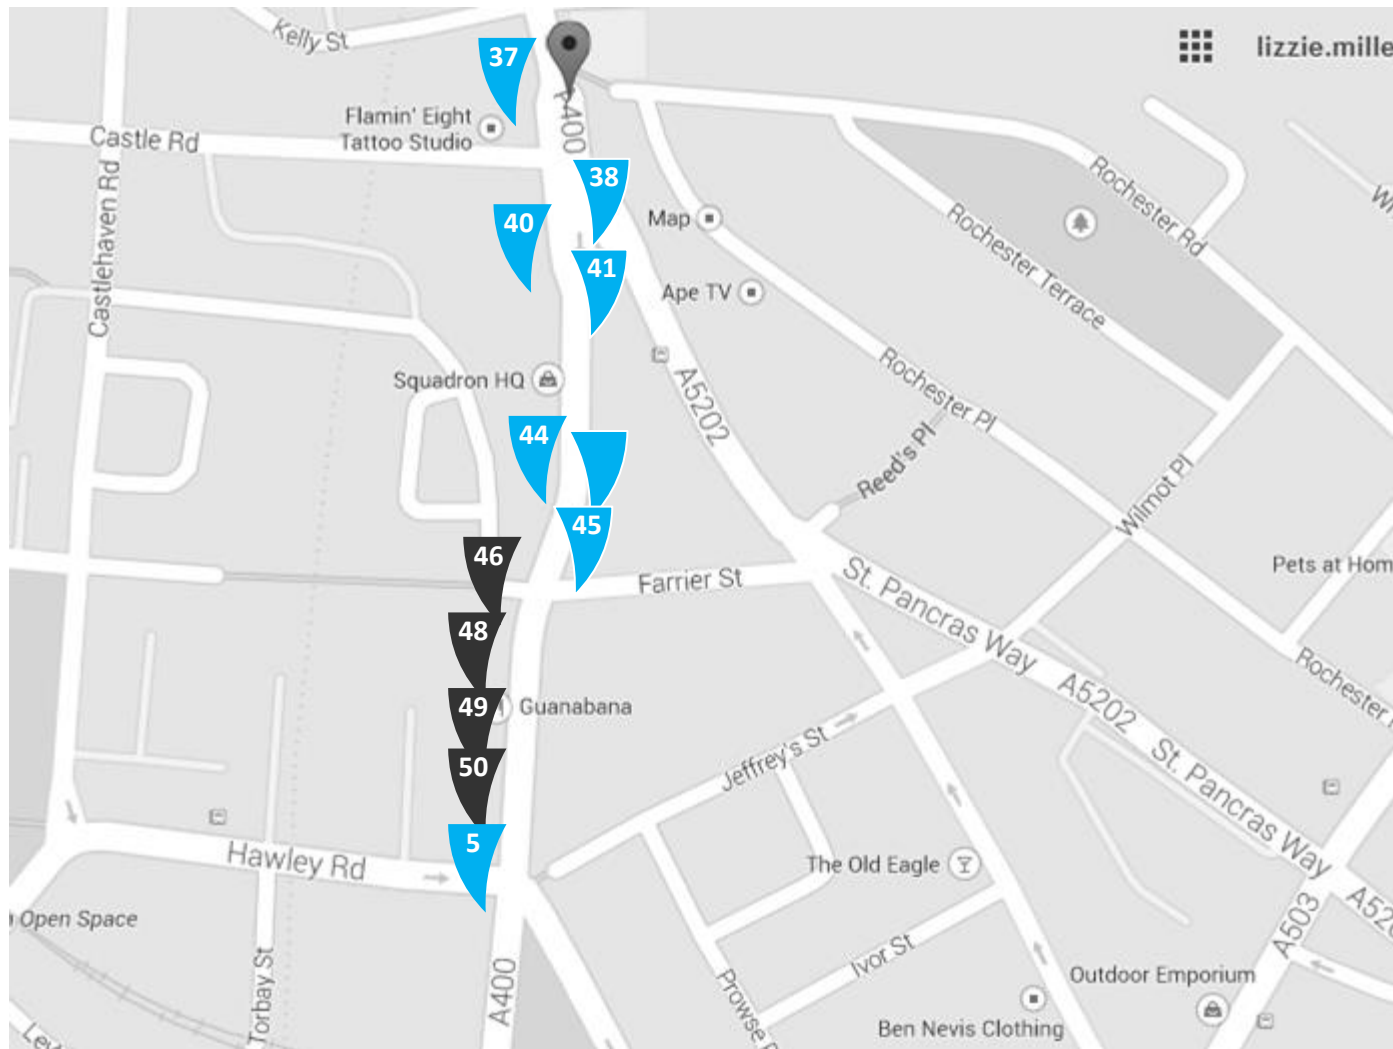 Kelly St
37
lizzie.mille
Flamin' Eight
Tattoo Studio
A400
Castle Rd
38
Castlehaven Rd
40
Map
Rochester Rd
Rochester Terrace
41
Ape TV
Squadron HQ
A5202
Rochester Pl
44
Reed's Pl
Wilmot Pl
45
46
Farrier St
St. Pancras Way
Pets at Hom
48
49
Guanabana
A5202
Rochester
50
Jeffrey's St
St. Pancras Way
5
Hawley Rd
The Old Eagle
A520
Open Space
A503
Torbay St
A400
Ivor St
Prowse P
Outdoor Emporium
Ben Nevis Clothing